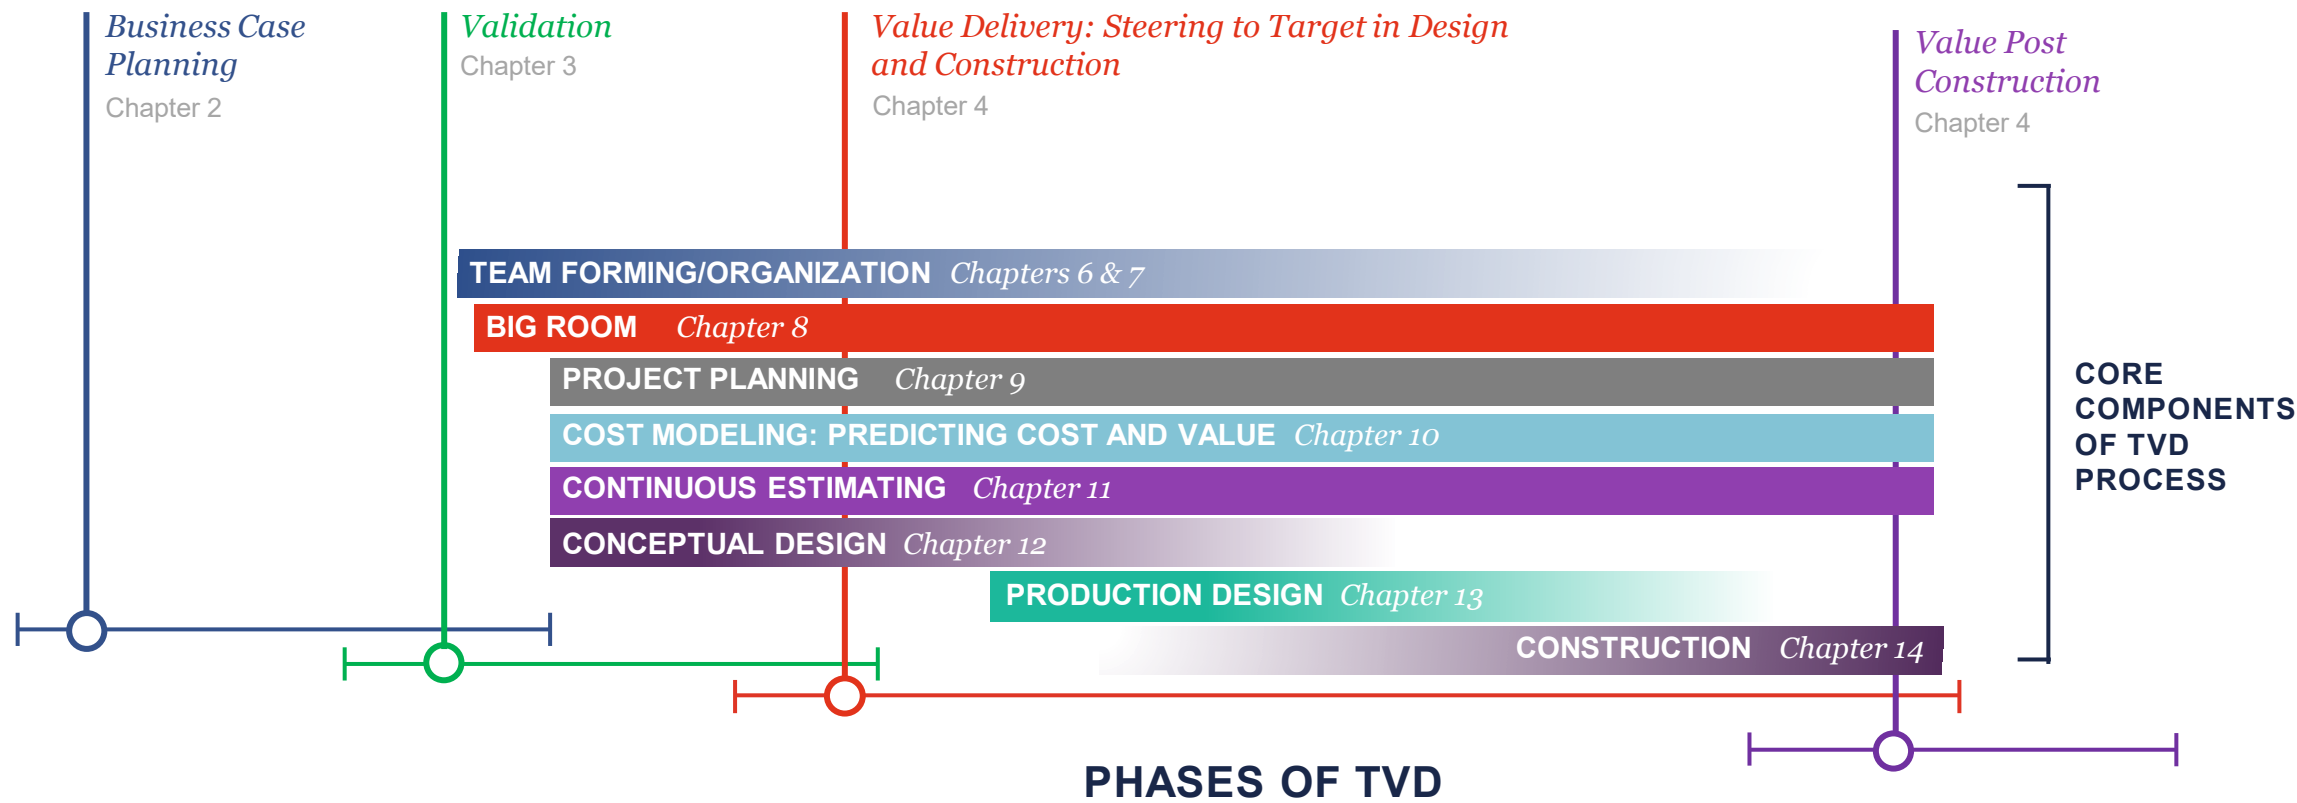 Business Case
Planning
Chapter 2
Validation
Chapter 3
Value Delivery: Steering to Target in Design
and Construction
Chapter 4
Value Post
Construction
Chapter 4
TEAM FORMING/ORGANIZATION Chapters 6 & 7
BIG ROOM Chapter 8
PROJECT PLANNING Chapter 9
COST MODELING: PREDICTING COST AND VALUE Chapter 10
CONTINUOUS ESTIMATING Chapter 11
CONCEPTUAL DESIGN Chapter 12
PRODUCTION DESIGN Chapter 13
CONSTRUCTION Chapter 14
CORE
COMPONENTS
OF TVD
PROCESS
PHASES OF TVD